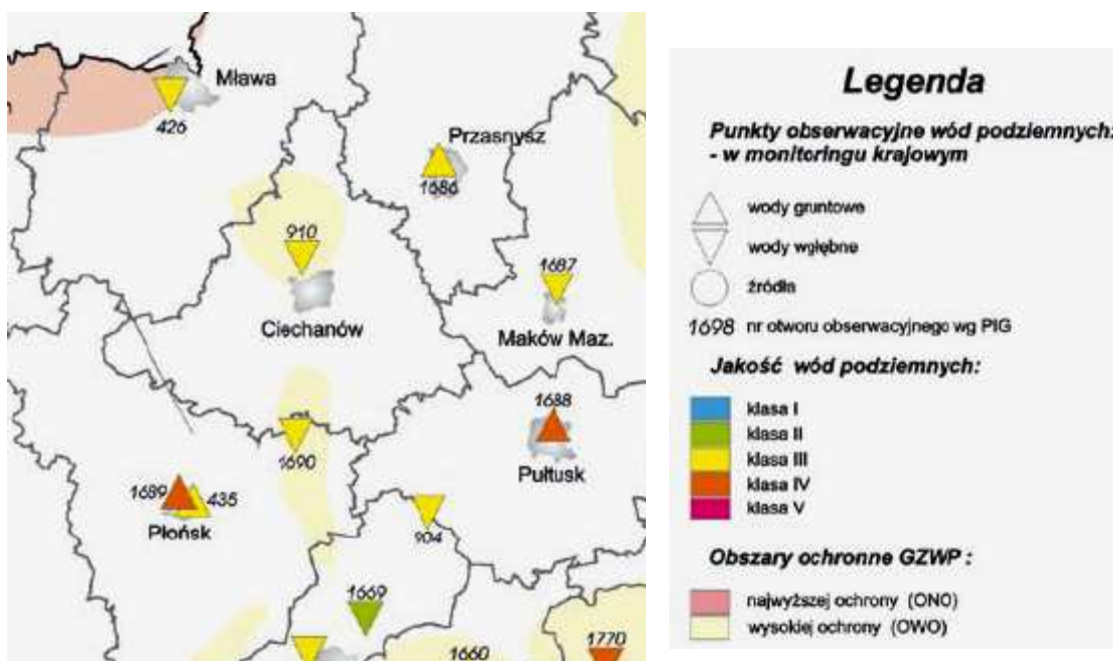 Mława
426
Przasnysz
1686
910
Ciechanów
1687
Maków Maz.
1688
Pułtusk
1690
1689
435
Płońsk
904
1669
1660
1770
Legenda
Punkty obserwacyjne wód podziemnych:
- w monitoringu krajowym
wody gruntowe
wody wgłębne
źródła
1698 nr otworu obserwacyjnego wg PIG
Jakość wód podziemnych:
klasa I
klasa II
klasa III
klasa IV
klasa V
Obszary ochronne GZWP :
najwyższej ochrony (ONO)
wysokiej ochrony (OWO)